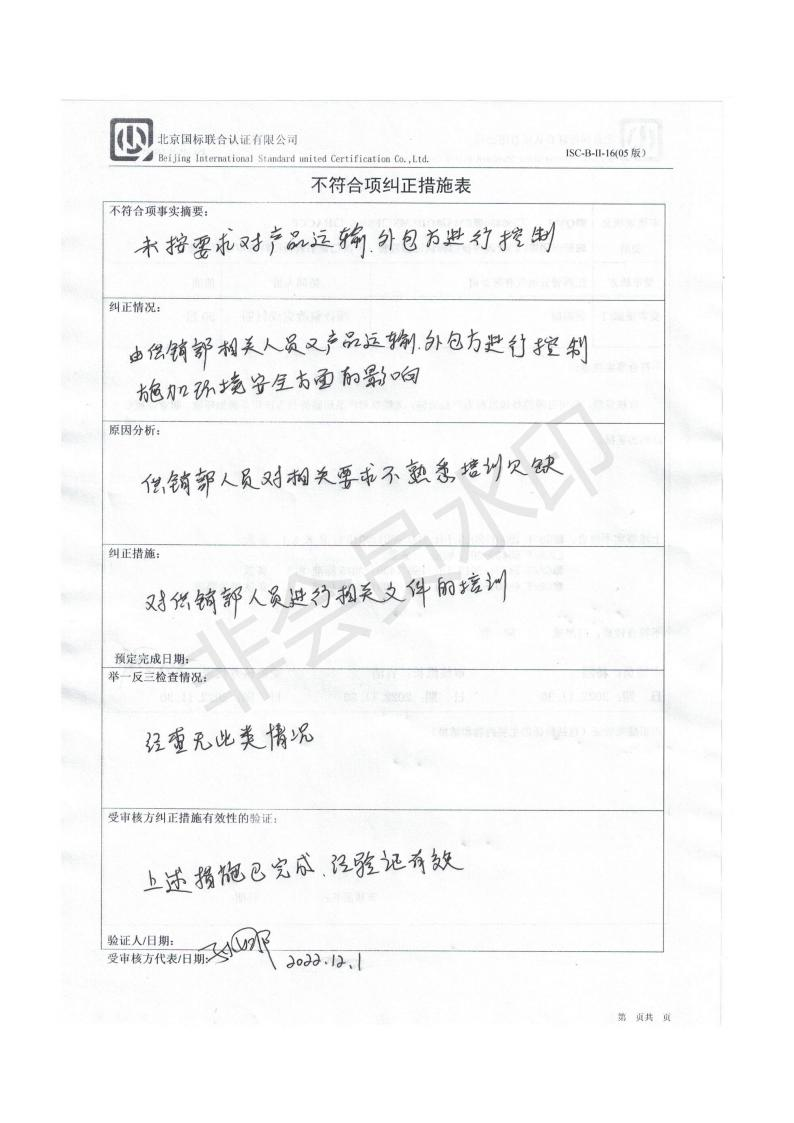 北京国标联合认证有限公司
Beijing International Standard united Certification Co.,Ltd.
ISC-B-II-16(05版)
不符合项纠正措施表
不符合项事实摘要：
未按要求对产品运输.外包方进行控制
纠正情况：
由供销部相关人员对产品运输.外包方进行控制
施加环境安全方面的影响
原因分析：
供销部人员对相关要求不熟悉培训欠缺
纠正措施：
对供销部人员进行相关文件的培训
预定完成日期：
举一反三检查情况：
经查无此类情况
受审核方纠正措施有效性的验证：
上述措施已完成.经验证有效
验证人/日期：
受审核方代表/日期：
2022.12.1
第 页共 页
非会员水印